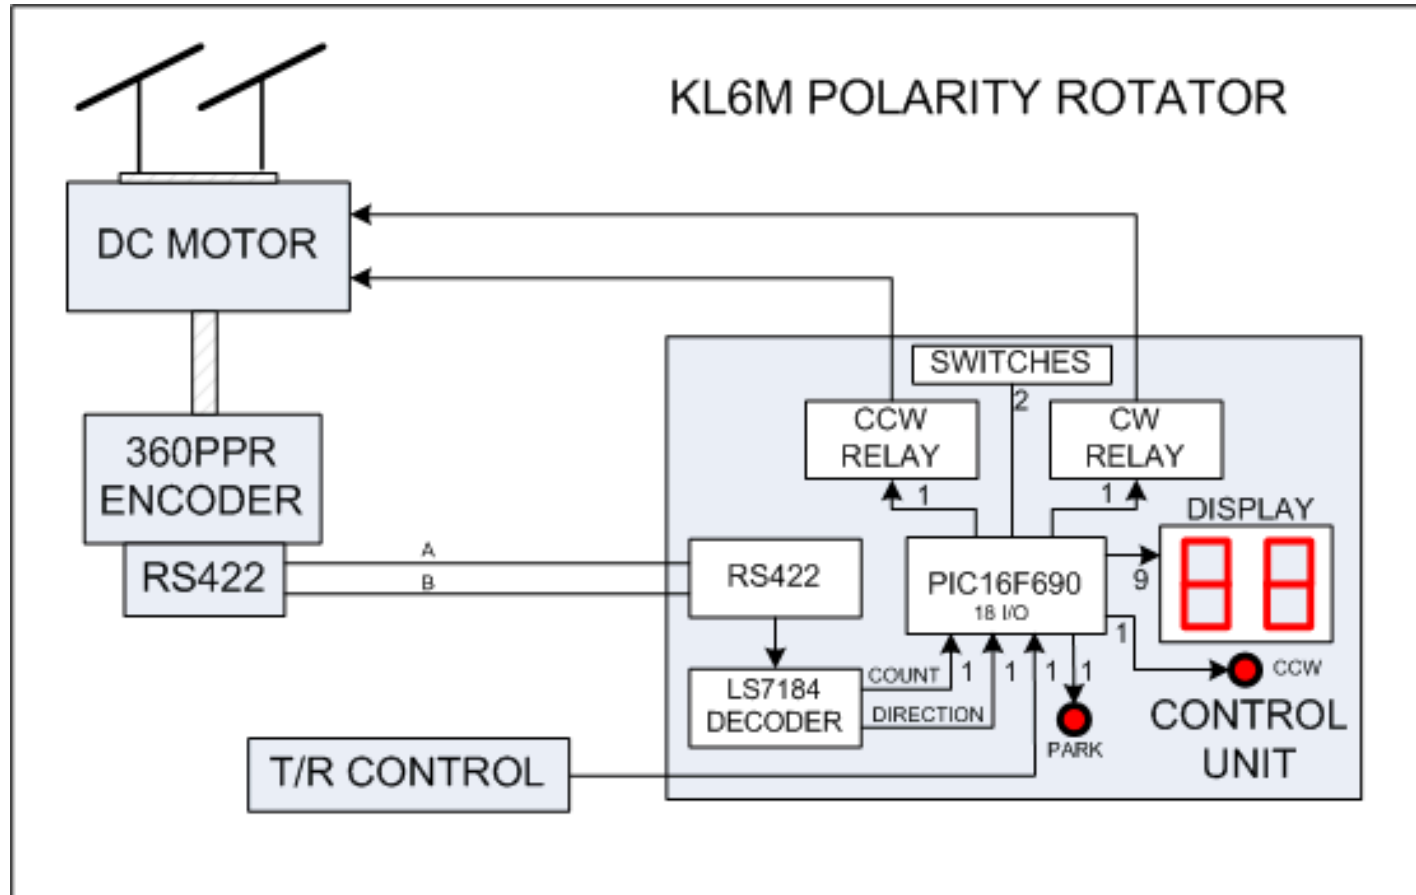 KL6M POLARITY ROTATOR
DC MOTOR
360PPR
ENCODER
RS422
A
B
SWITCHES
2
CCW
RELAY
1
CW
RELAY
1
DISPLAY
88
9
RS422
PIC16F690
18 I/O
1
CCW
LS7184
DECODER
COUNT
DIRECTION
1
1
1
1
PARK
CONTROL
UNIT
T/R CONTROL